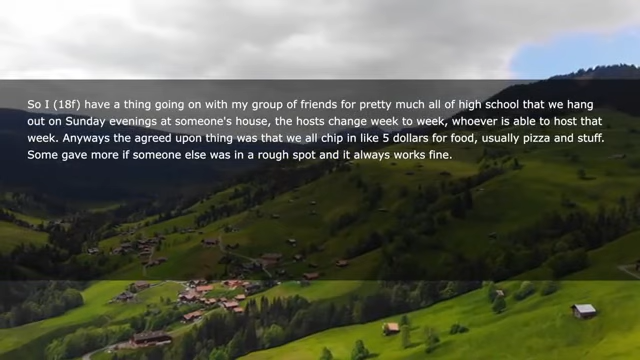 So I (18f) have a thing going on with my group of friends for pretty much all of high school that we hang
out on Sunday evenings at someone's house, the hosts change week to week, whoever is able to host that
week. Anyways the agreed upon thing was that we all chip in like 5 dollars for food, usually pizza and stuff.
Some gave more if someone else was in a rough spot and it always works fine.